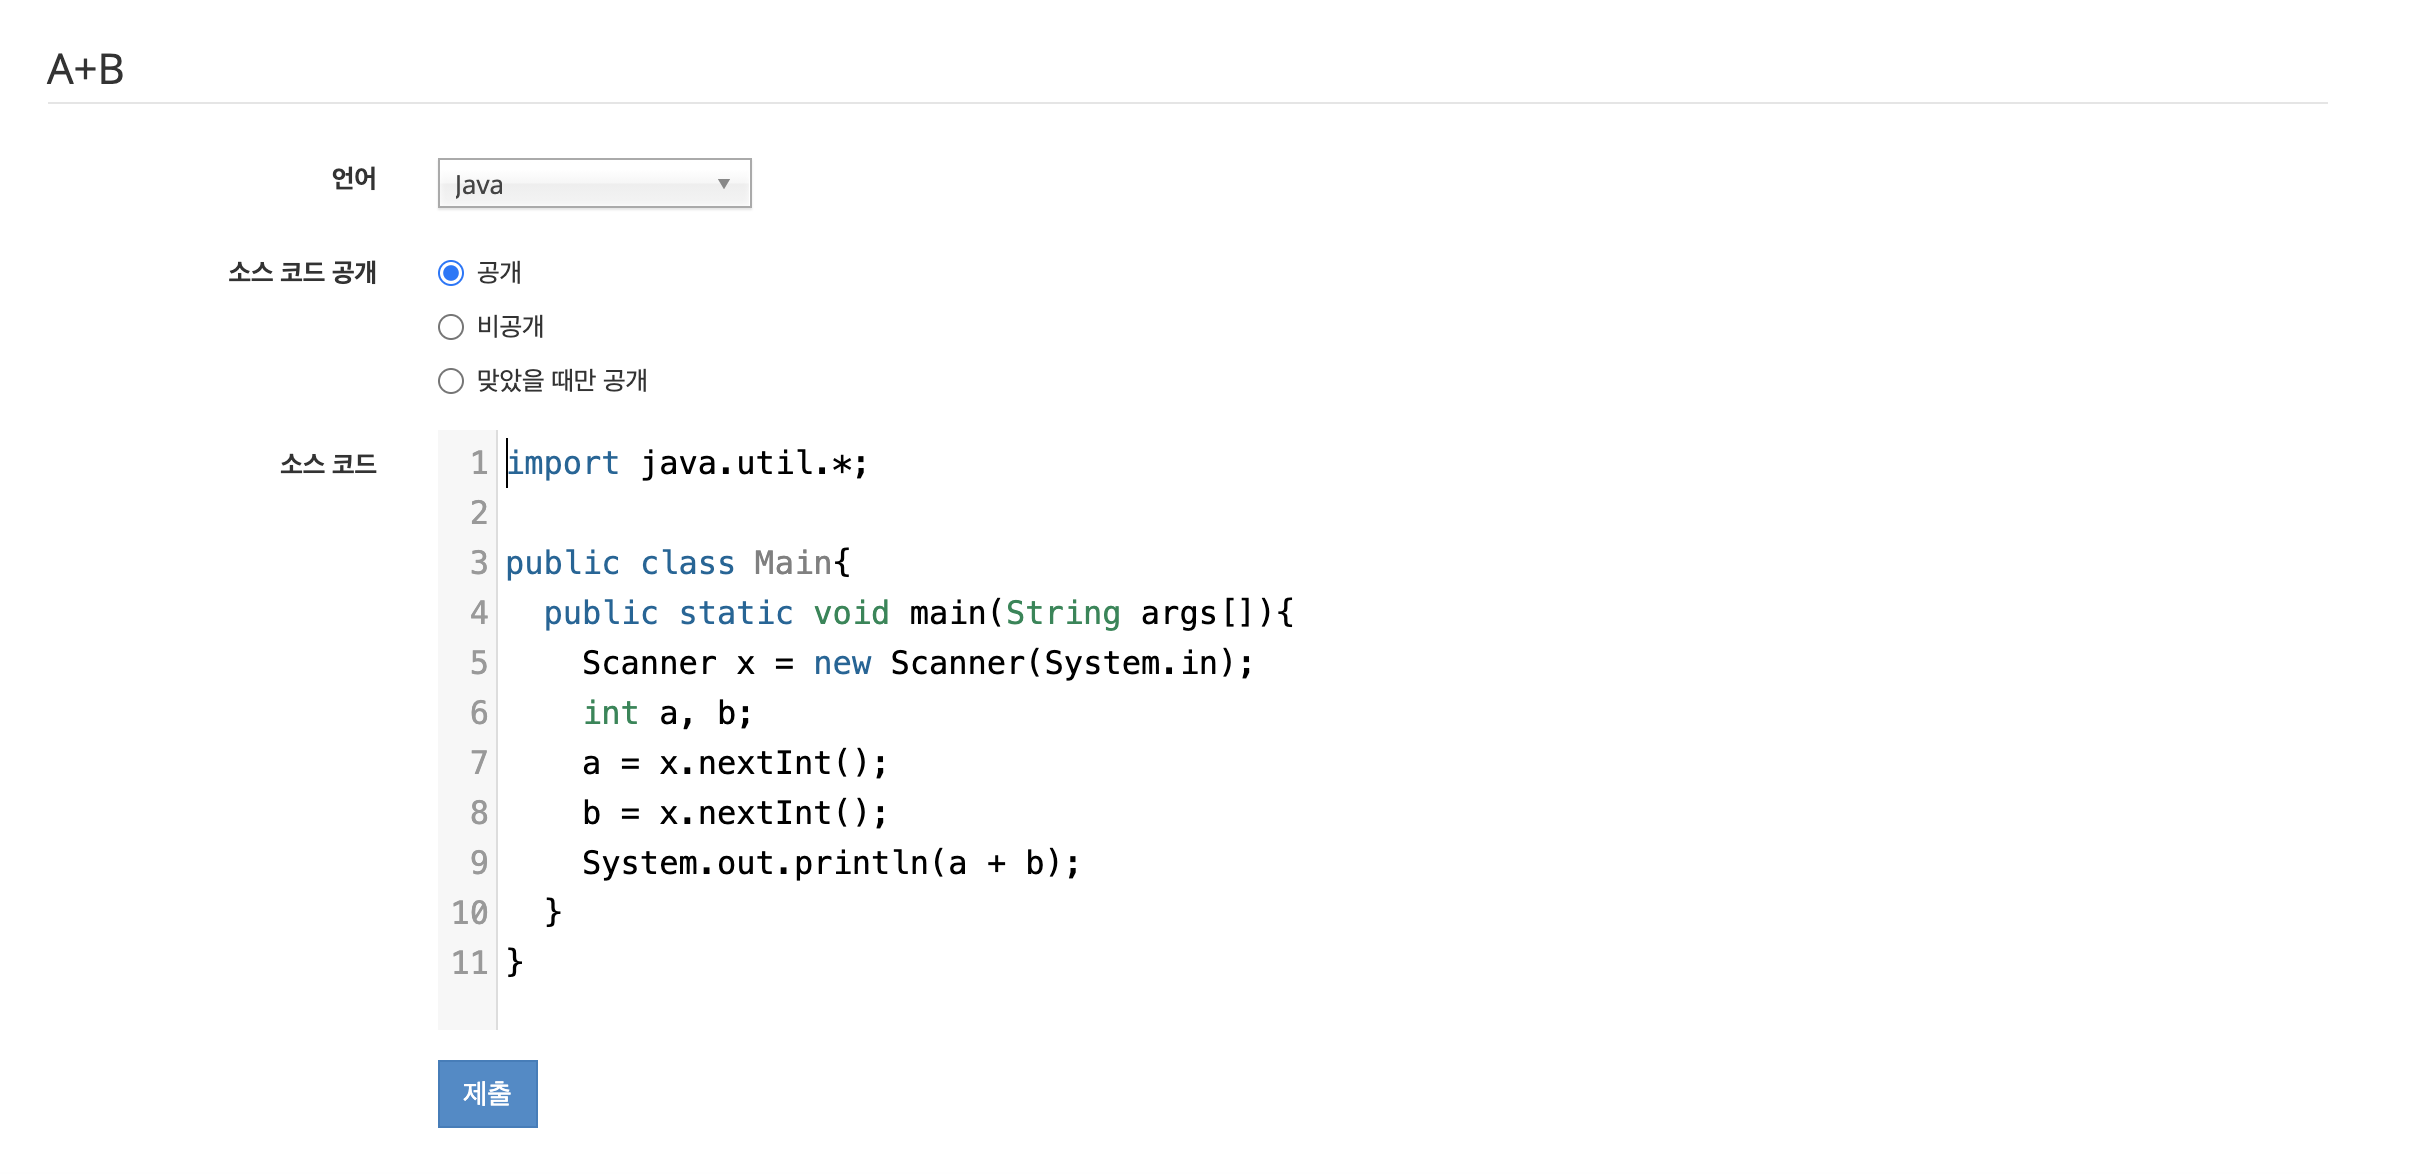 A+B
언어
Java
소스 코드 공개
공개
비공개
맞았을 때만 공개
소스 코드
1 import java.util.*;
2
3 public class Main{
4   public static void main(String args[]){
5     Scanner x = new Scanner(System.in);
6     int a, b;
7     a = x.nextInt();
8     b = x.nextInt();
9     System.out.println(a + b);
10   }
11 }
제출